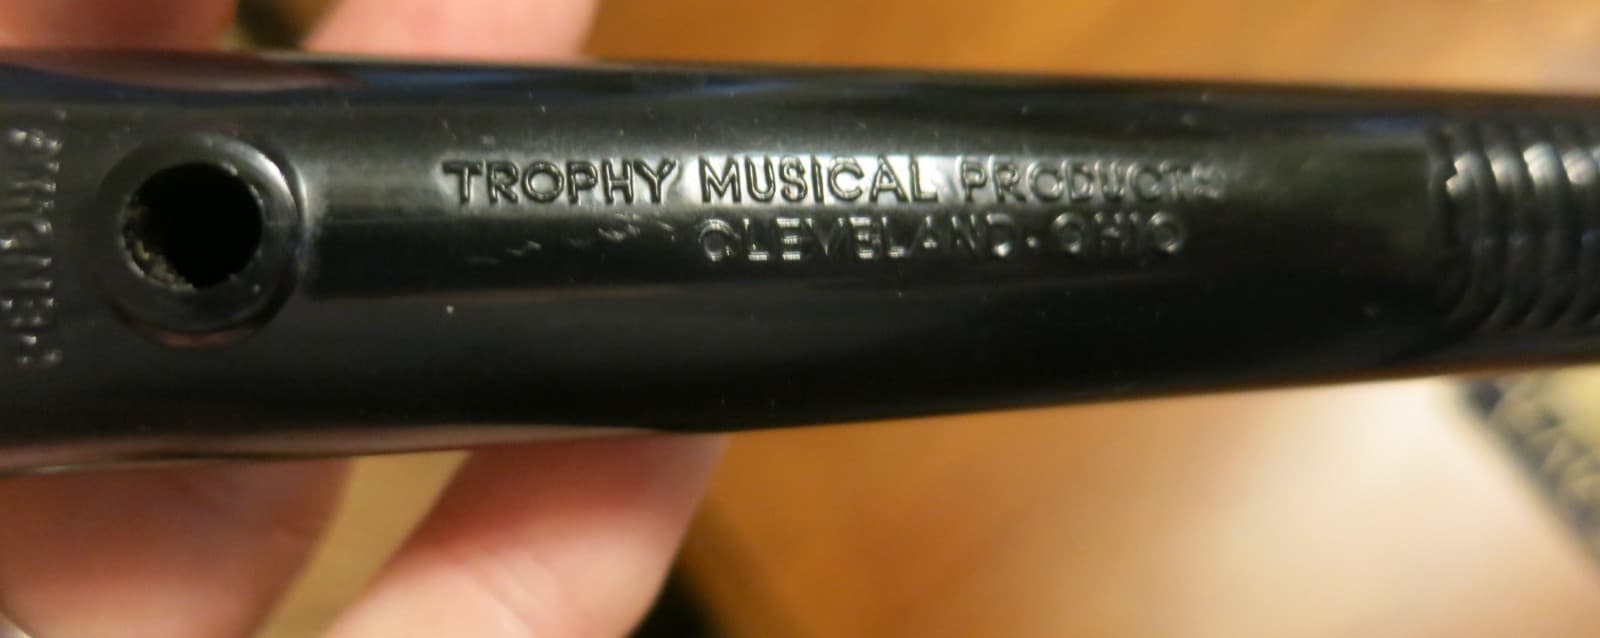 TROPHY MUSICAL PRODUCTS
CLEVELAND. OHIO